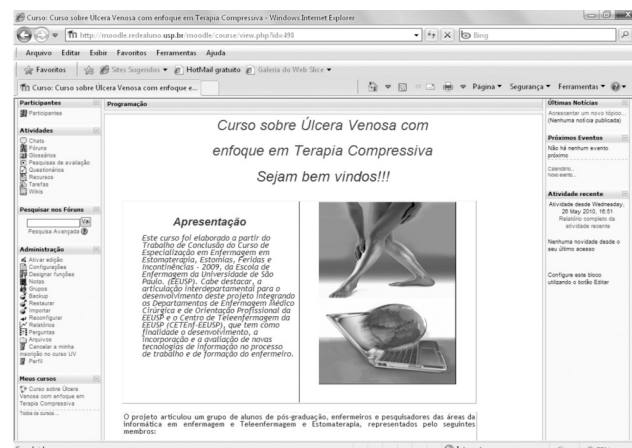 Curso: Curso sobre Úlcera Venosa com enfoque em Terapia Compressiva - Windows Internet Explorer
http://moodle.redealuno.usp.br/moodle/course/view.php?id=498
Bing
Arquivo Editar Exibir Favoritos Ferramentas Ajuda
Favoritos Sites Sugeridos HotMail gratuito Galeria do Web Slice
Curso: Curso sobre Úlcera Venosa com enfoque e...
Página Segurança Ferramentas
Participantes
Participantes
Atividades
Chats
Fóruns
Glossários
Pesquisas de avaliação
Questionários
Recursos
Tarefas
Wikis
Pesquisar nos Fóruns
Vai
Pesquisa Avançada
Administração
Ativar edição
Configurações
Designar funções
Notas
Grupos
Backup
Restaurar
Importar
Reconfigurar
Relatórios
Perguntas
Arquivos
Cancelar a minha
inscrição no curso UV
Perfil
Meus cursos
Curso sobre Úlcera
Venosa com enfoque em
Terapia Compressiva
Todos os cursos...
Programação
Curso sobre Úlcera Venosa com
enfoque em Terapia Compressiva
Sejam bem vindos!!!
Apresentação
Este curso foi elaborado a partir do
Trabalho de Conclusão do Curso de
Especialização em Enfermagem em
Estomaterapia, Estomias, Feridas e
Incontinências - 2009, da Escola de
Enfermagem da Universidade de São
Paulo. (EEUSP). Cabe destacar, a
articulação interdepartamental para o
desenvolvimento deste projeto integrando
os Departamentos de Enfermagem Médico
Cirúrgica e de Orientação Profissional da
EEUSP e o Centro de Teleenfermagem da
EEUSP (CETEnf-EEUSP), que tem como
finalidade o desenvolvimento, a
incorporação e a avaliação de novas
tecnologias de informação no processo
de trabalho e de formação do enfermeiro.
O projeto articulou um grupo de alunos de pós-graduação, enfermeiros e pesquisadores das áreas da
informática em enfermagem e Teleenfermagem e Estomaterapia, representados pelo seguintes
membros:
Últimas Notícias
Acrescentar um novo tópico...
(Nenhuma notícia publicada)
Próximos Eventos
Não há nenhum evento
próximo
Calendário...
Novo evento...
Atividade recente
Atividade desde Wednesday,
26 May 2010, 16:51
Relatório completo da
atividade recente
Nenhuma novidade desde o
seu último acesso
Configure este bloco
utilizando o botão Editar